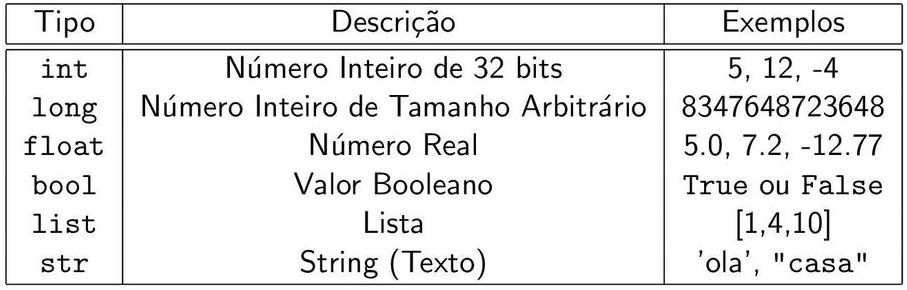 Tipo Descrição Exemplos
int Número Inteiro de 32 bits 5, 12, -4
long Número Inteiro de Tamanho Arbitrário 8347648723648
float Número Real 5.0, 7.2, -12.77
bool Valor Booleano True ou False
list Lista [1,4,10]
str String (Texto) 'ola', "casa"